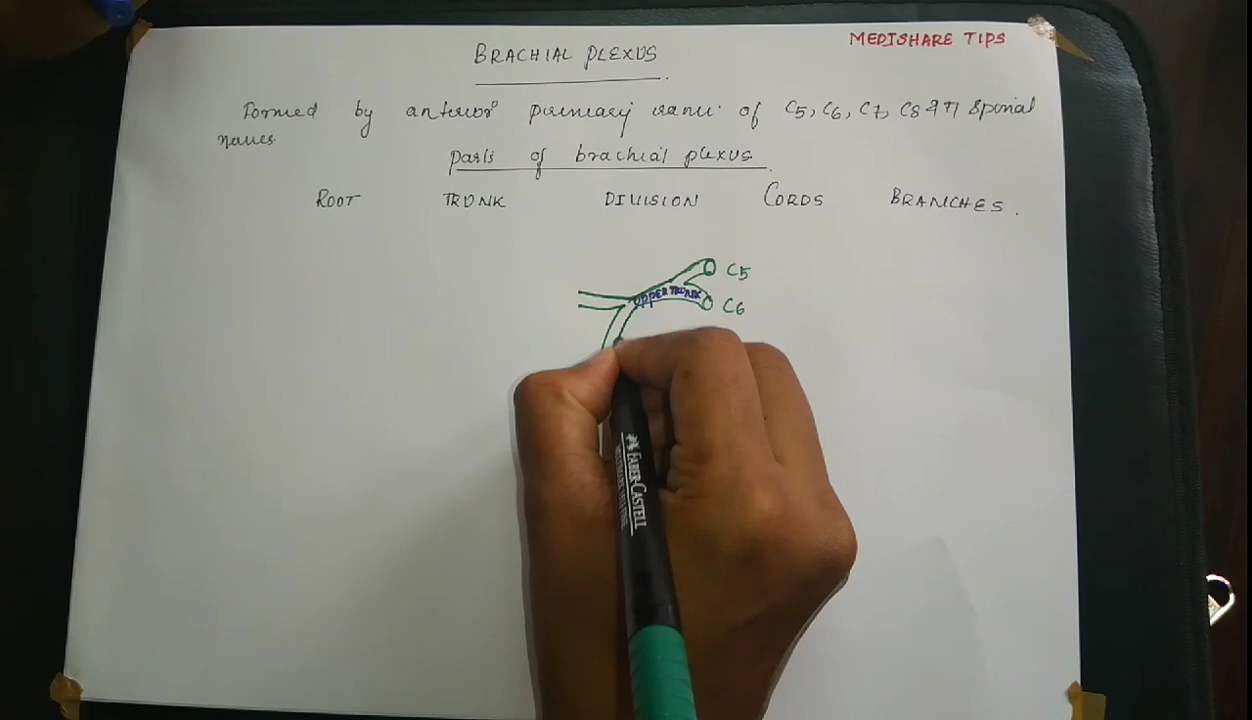 BRACHIAL PLEXUS
MEDISHARE TIPS
Formed by anterior primary rami of C5, C6, C7, C8 & T1 Spinal
nerves
Parts of brachial plexus.
ROOT TRUNK DIVISION CORDS BRANCHES.
C5
UPPER TRUNK
C6
FABER-CASTELL